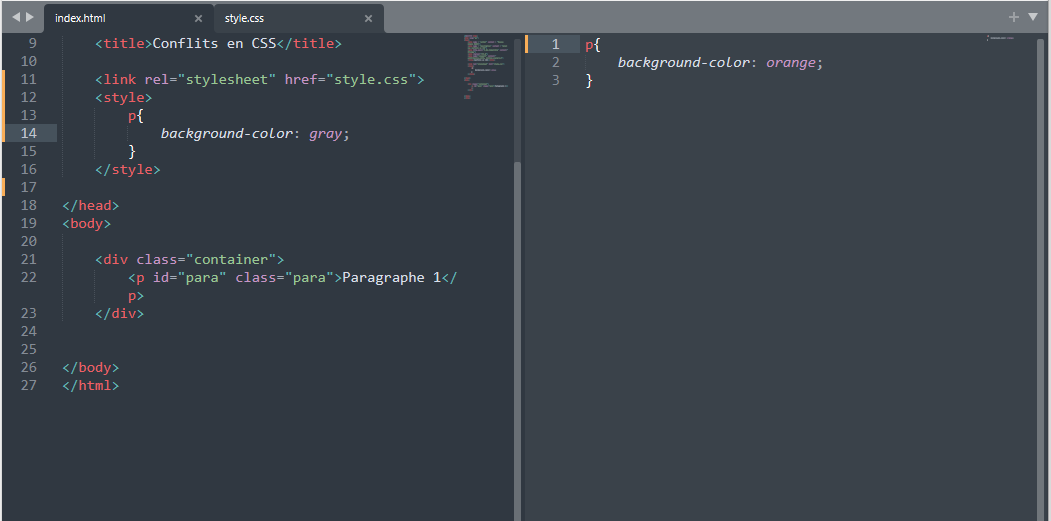 index.html × style.css ×
9 <title>Conflits en CSS</title>
10
11 <link rel="stylesheet" href="style.css">
12 <style>
13 p{
14 background-color: gray;
15 }
16 </style>
17
18 </head>
19 <body>
20
21 <div class="container">
22 <p id="para" class="para">Paragraphe 1</
p>
23 </div>
24
25
26 </body>
27 </html>
1 p{
2 background-color: orange;
3 }